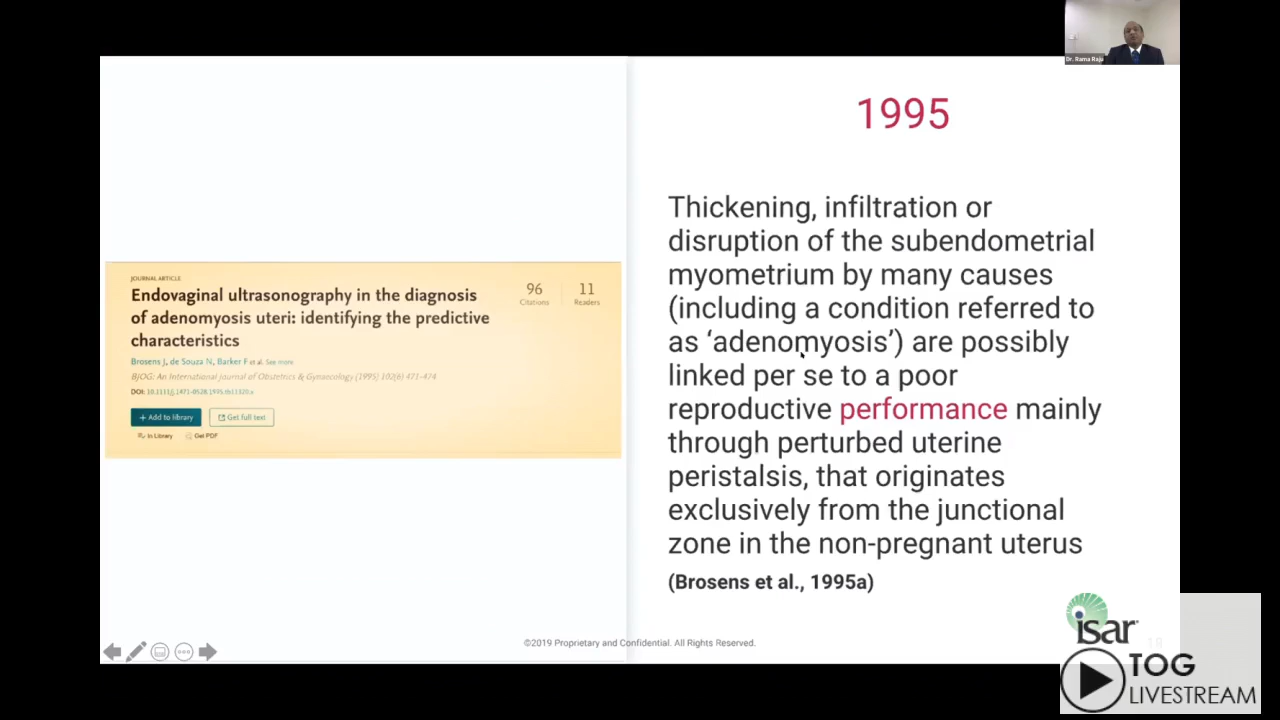 Dr. Rama Raju
1995
JOURNAL ARTICLE
Endovaginal ultrasonography in the diagnosis
of adenomyosis uteri: identifying the predictive
characteristics
96
Citations
11
Readers
Brosens J, de Souza N, Barker F et al. See more
BJOG: An International Journal of Obstetrics & Gynaecology (1995) 102(6) 471-474
DOI: 10.1111/j.1471-0528.1995.tb11320.x
+ Add to library
Get full text
In Library
Get PDF
Thickening, infiltration or
disruption of the subendometrial
myometrium by many causes
(including a condition referred to
as ‘adenomyosis’) are possibly
linked per se to a poor
reproductive performance mainly
through perturbed uterine
peristalsis, that originates
exclusively from the junctional
zone in the non-pregnant uterus
(Brosens et al., 1995a)
©2019 Proprietary and Confidential. All Rights Reserved.
isar
18
TOG
LIVESTREAM